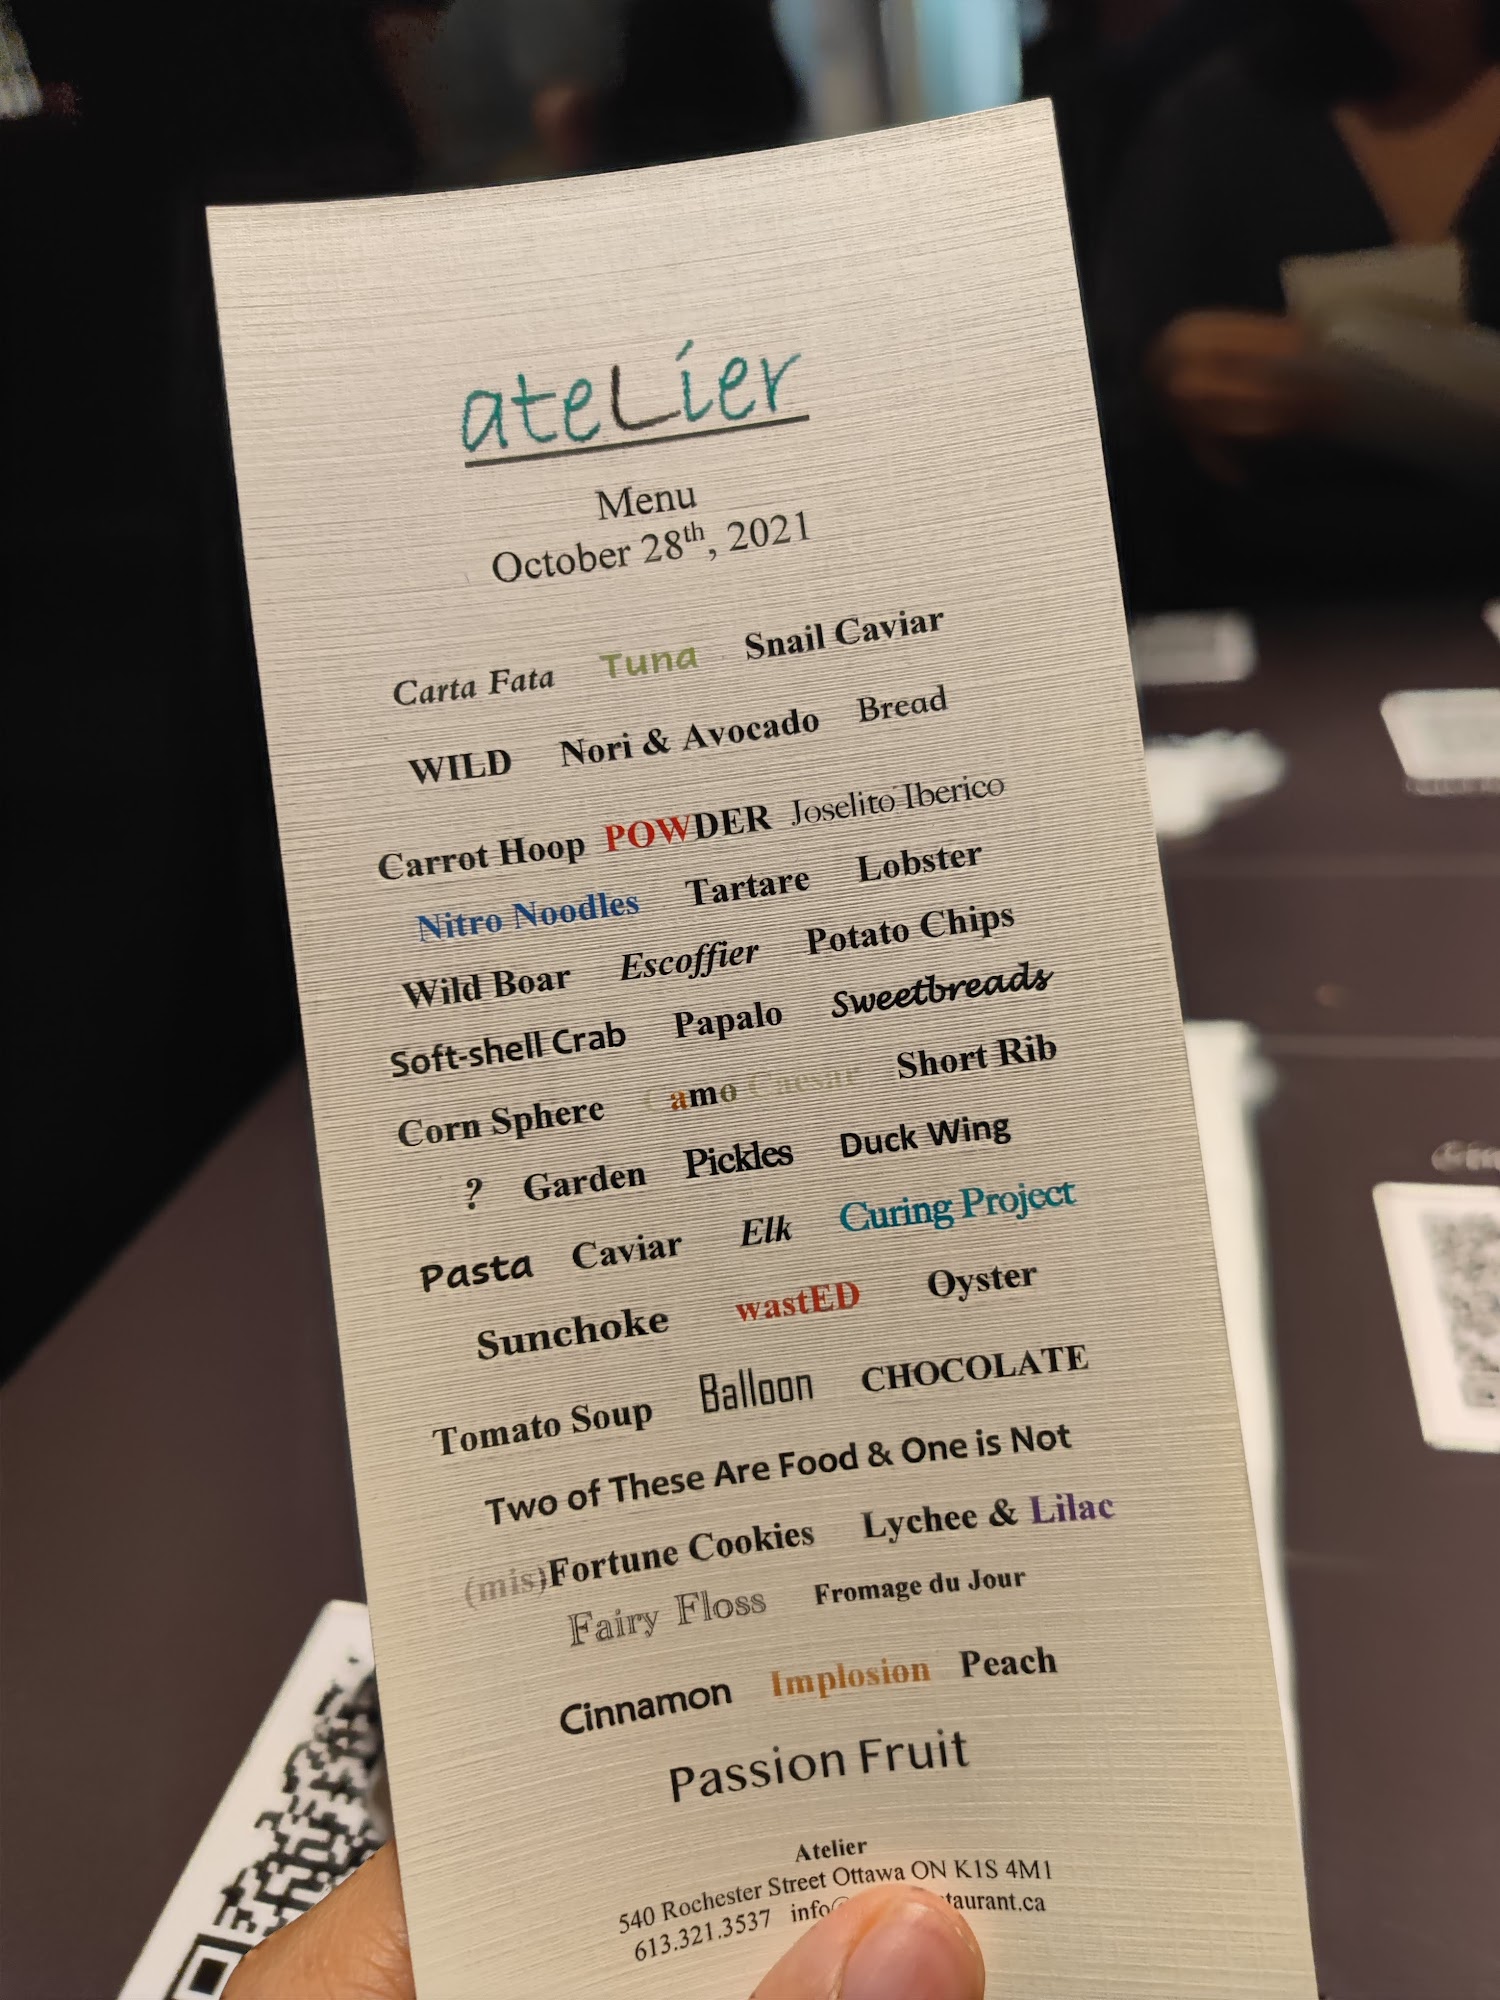 ateLier
Menu
October 28th, 2021
Carta Fata Tuna Snail Caviar
WILD Nori & Avocado Bread
Carrot Hoop POWDER Joselito Iberico
Nitro Noodles Tartare Lobster
Wild Boar Escoffier Potato Chips
Soft-shell Crab Papalo Sweetbreads
Corn Sphere Camo Caesar Short Rib
? Garden Pickles Duck Wing
Pasta Caviar Elk Curing Project
Sunchoke wastED Oyster
Tomato Soup Balloon CHOCOLATE
Two of These Are Food & One is Not
(mis)Fortune Cookies Lychee & Lilac
Fairy Floss Fromage du Jour
Cinnamon Implosion Peach
Passion Fruit
Atelier
540 Rochester Street Ottawa ON K1S 4M1
613.321.3537 info@ taurant.ca